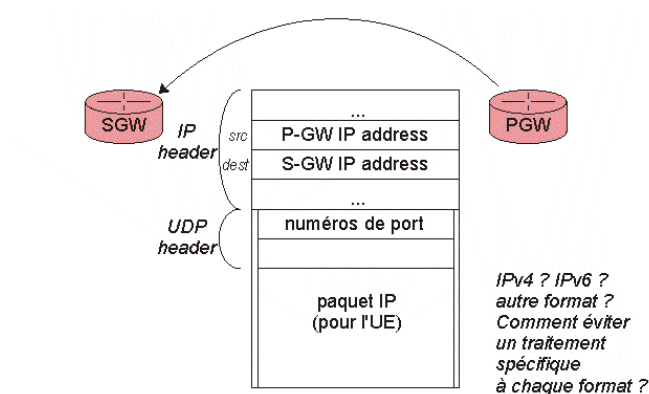 SGW
PGW
IP
header
src
dest
...
P-GW IP address
S-GW IP address
...
UDP
header
numéros de port
paquet IP
(pour l'UE)
IPv4 ? IPv6 ?
autre format ?
Comment éviter
un traitement
spécifique
à chaque format ?